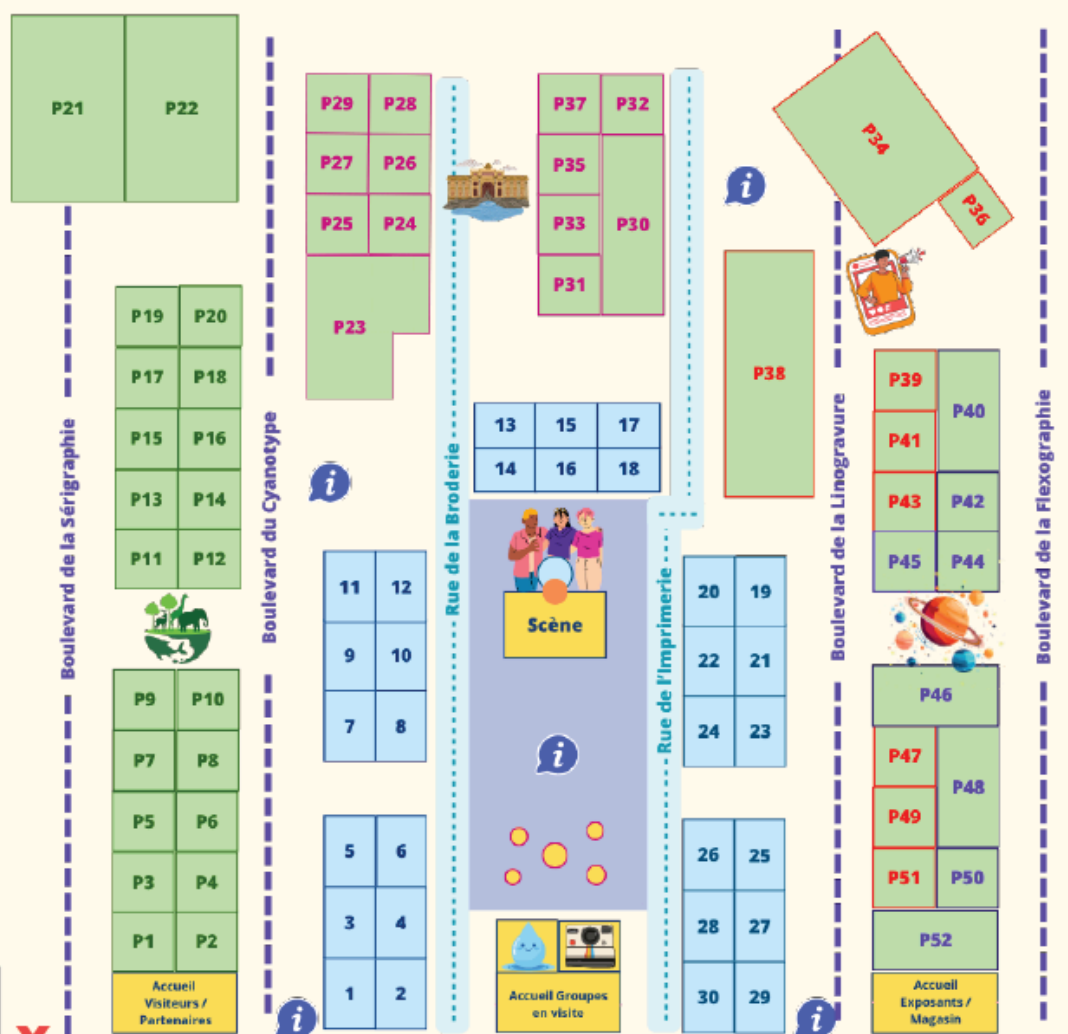 P21
P22
P29
P28
P27
P26
P25
P24
P23
P37
P32
P35
P33
P30
P31
P34
P36
P38
P19
P20
P17
P18
P15
P16
P13
P14
P11
P12
P9
P10
P7
P8
P5
P6
P3
P4
P1
P2
Accueil
Visiteurs /
Partenaires
Boulevard de la Sérigraphie
Boulevard du Cyanotype
i
11
12
9
10
7
8
5
6
3
4
1
2
i
Rue de la Broderie
13
15
17
14
16
18
Scène
i
Accueil Groupes
en visite
Rue de l'Imprimerie
i
20
19
22
21
24
23
26
25
28
27
30
29
i
Boulevard de la Linogravure
P39
P40
P41
P43
P42
P45
P44
P46
P47
P48
P49
P51
P50
P52
Accueil
Exposants /
Magasin
Boulevard de la Flexographie